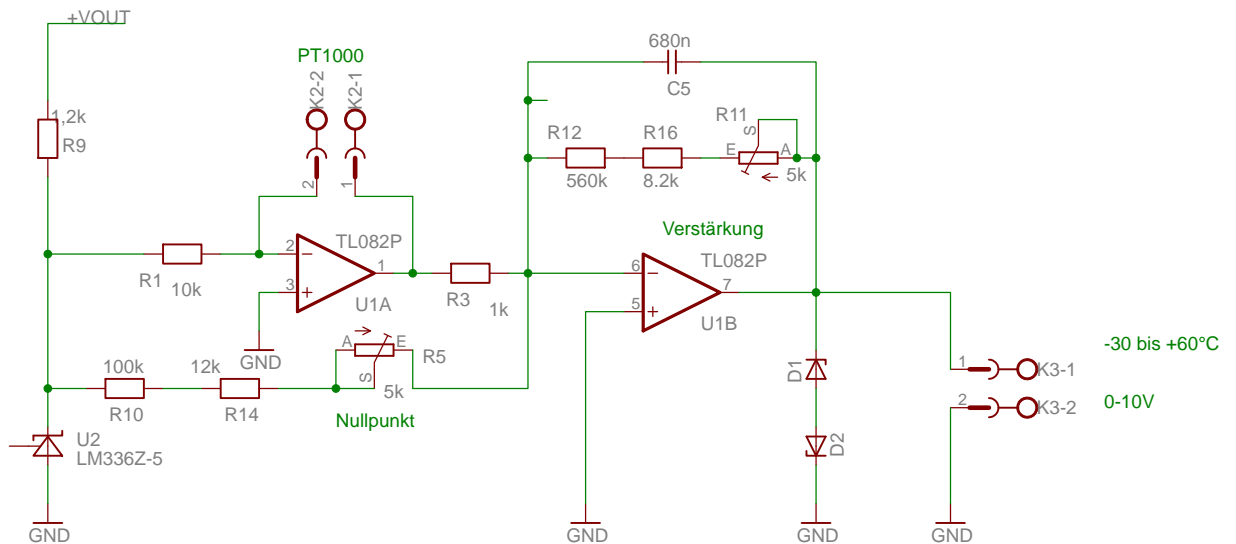 +VOUT
680n
PT1000
C5
K2-2
K2-1
1,2k
R9
R12
R16
R11
S
E
A
560k
8.2k
5k
2
1
Verstärkung
TL082P
TL082P
R1
10k
2
3
1
U1A
R3
1k
6
5
7
U1B
GND
A
E
R5
S
5k
100k
12k
R10
R14
Nullpunkt
-30 bis +60°C
D1
1
K3-1
2
K3-2
0-10V
U2
LM336Z-5
D2
GND
GND
GND
GND